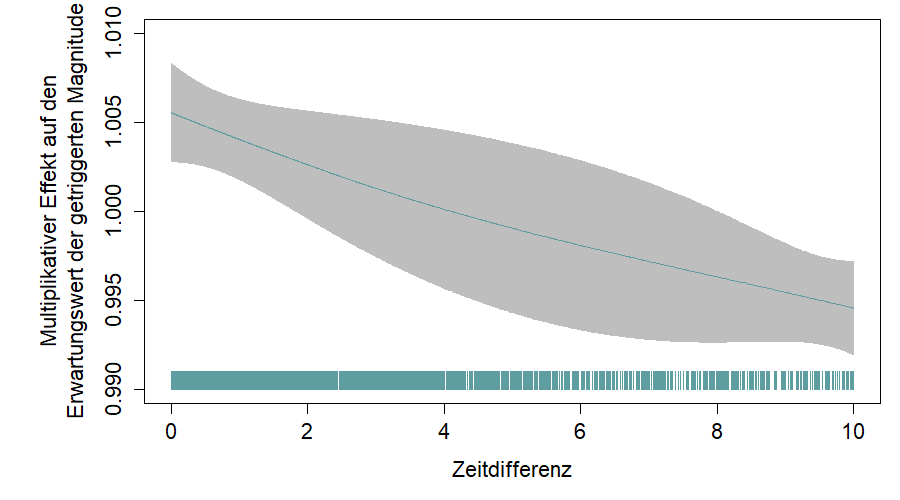 Multiplikativer Effekt auf den
Erwartungswert der getriggerten Magnitude
1.010
1.005
1.000
0.995
0.990
0 2 4 6 8 10
Zeitdifferenz